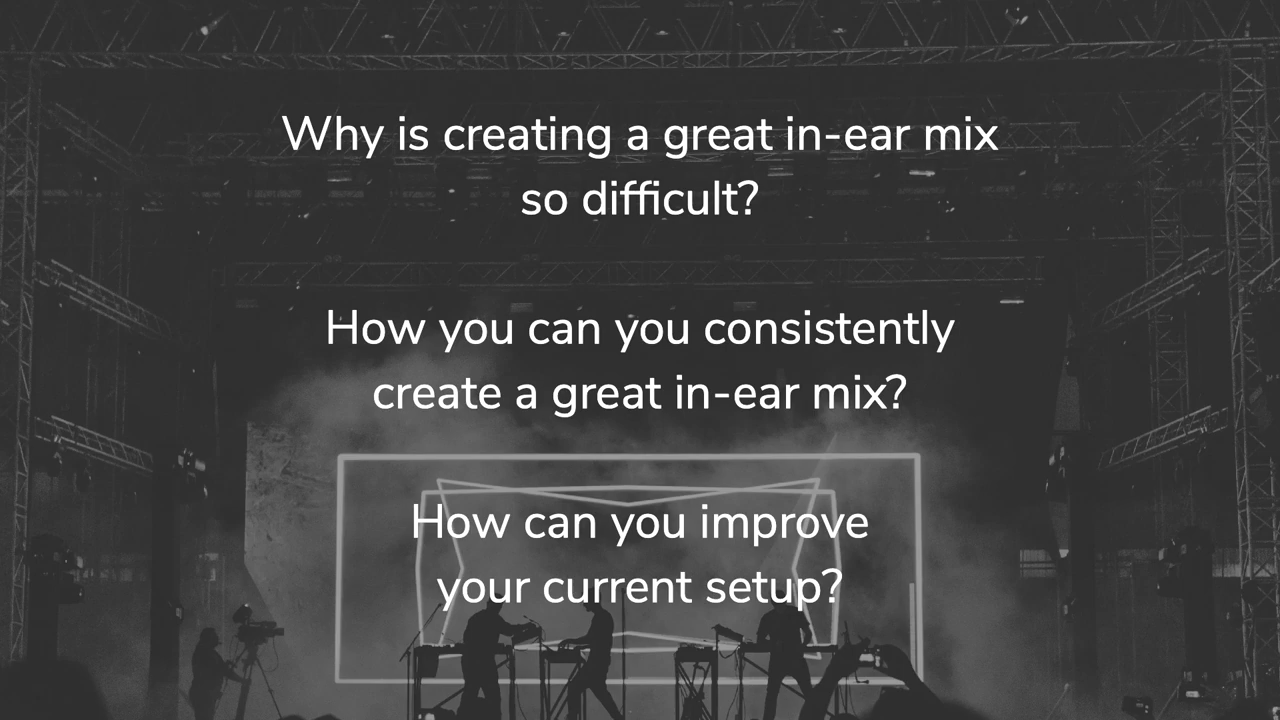 Why is creating a great in-ear mix
so difficult?
How you can you consistently
create a great in-ear mix?
How can you improve
your current setup?